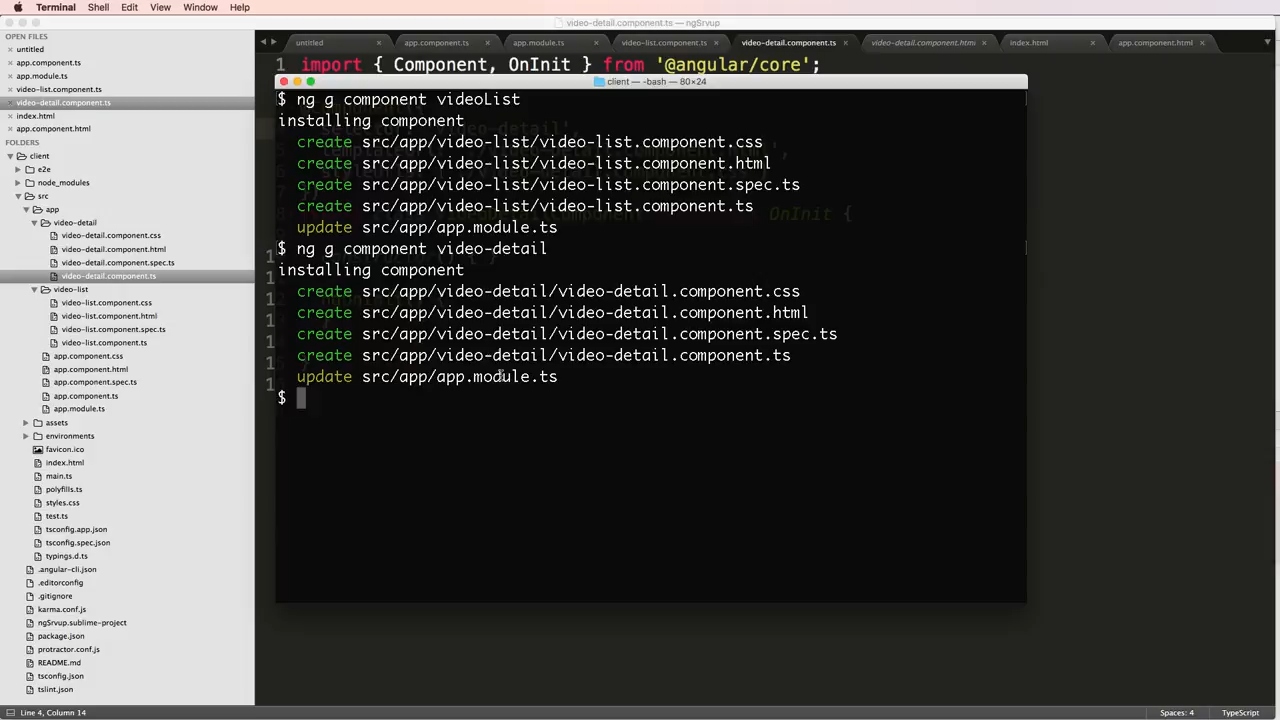 Terminal Shell Edit View Window Help
video-detail.component.ts — ngSrvup
OPEN FILES
untitled
app.component.ts
app.module.ts
video-list.component.ts
video-detail.component.ts
index.html
app.component.html
FOLDERS
client
e2e
node_modules
src
app
video-detail
video-detail.component.css
video-detail.component.html
video-detail.component.spec.ts
video-detail.component.ts
video-list
video-list.component.css
video-list.component.html
video-list.component.spec.ts
video-list.component.ts
app.component.css
app.component.html
app.component.spec.ts
app.component.ts
app.module.ts
assets
environments
favicon.ico
index.html
main.ts
polyfills.ts
styles.css
test.ts
tsconfig.app.json
tsconfig.spec.json
typings.d.ts
.angular-cli.json
.editorconfig
.gitignore
karma.conf.js
ngSrvup.sublime-project
package.json
protractor.conf.js
README.md
tsconfig.json
tslint.json
untitled app.component.ts app.module.ts video-list.component.ts video-detail.component.ts video-detail.component.html index.html app.component.html
1 import { Component, OnInit } from '@angular/core';
client — -bash — 80×24
$ ng g component videoList
installing component
create src/app/video-list/video-list.component.css
create src/app/video-list/video-list.component.html
create src/app/video-list/video-list.component.spec.ts
create src/app/video-list/video-list.component.ts
update src/app/app.module.ts
$ ng g component video-detail
installing component
create src/app/video-detail/video-detail.component.css
create src/app/video-detail/video-detail.component.html
create src/app/video-detail/video-detail.component.spec.ts
create src/app/video-detail/video-detail.component.ts
update src/app/app.module.ts
$
OnInit {
Line 4, Column 14
Spaces: 4
TypeScript